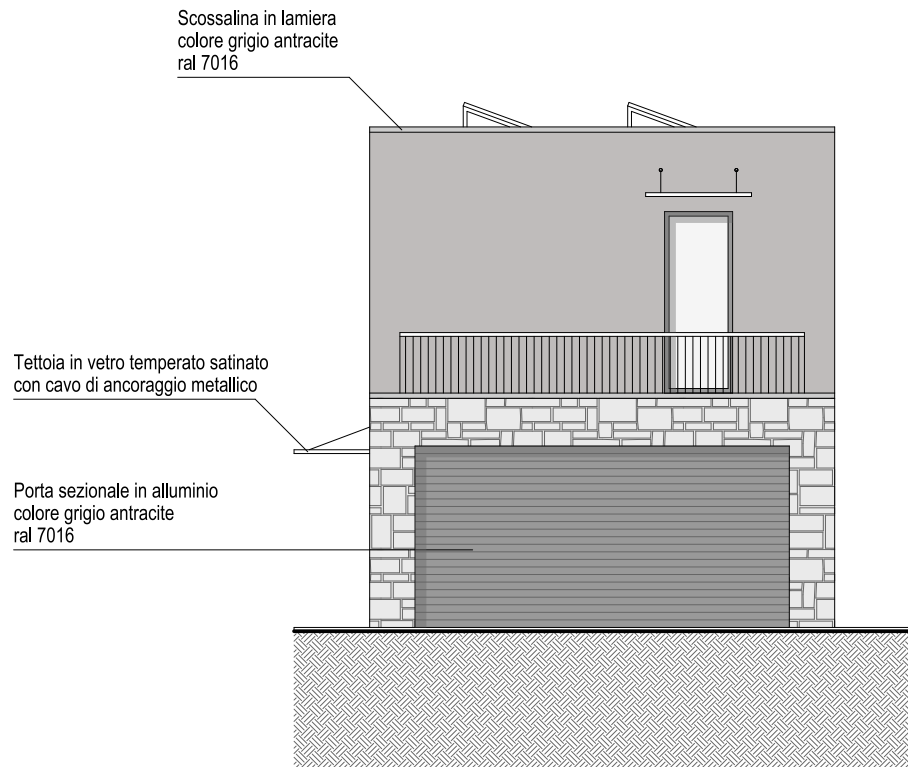 Scossalina in lamiera
colore grigio antracite
ral 7016
Tettoia in vetro temperato satinato
con cavo di ancoraggio metallico
Porta sezionale in alluminio
colore grigio antracite
ral 7016